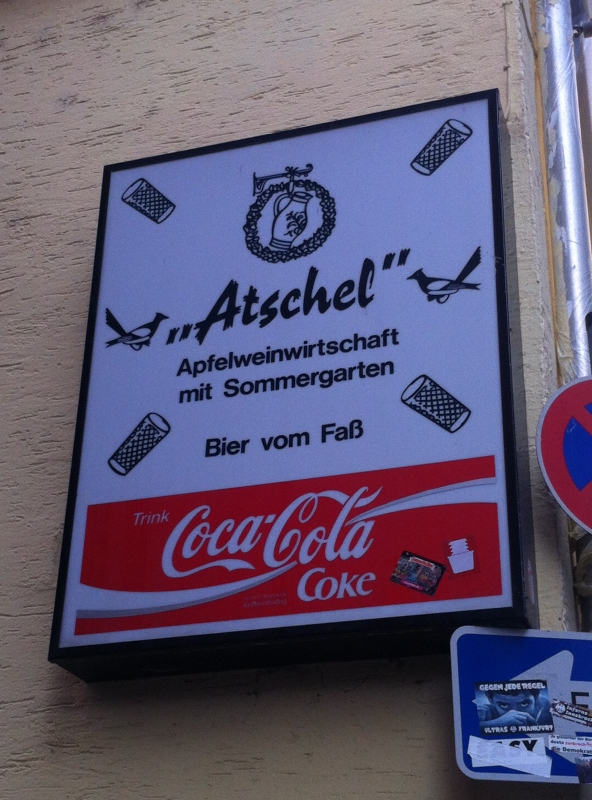 „Atschel"
Apfelweinwirtschaft
mit Sommergarten
Bier vom Faß
Trink
Coca-Cola
Coke
GEGEN JEDE REGEL
ULTRAS FRANKFURT